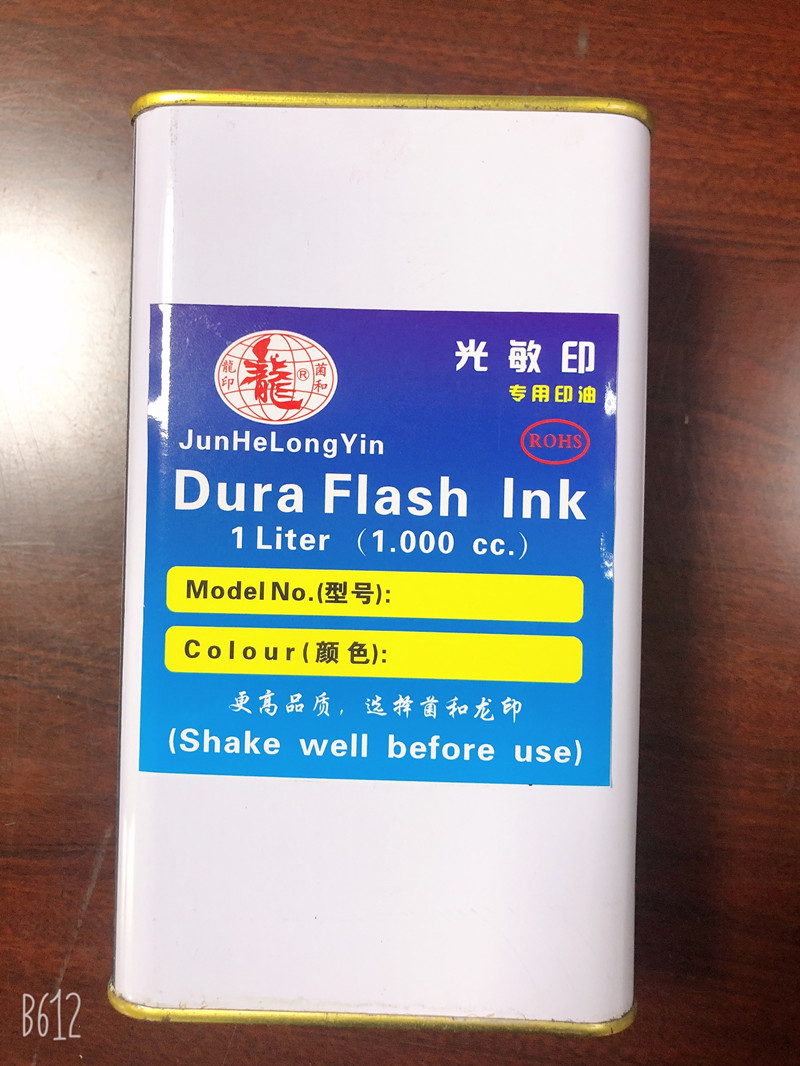 龍印
龍
®
菌和
光敏印
专用印油
JunHeLongYin
ROHS
Dura Flash Ink
1 Liter （1.000 cc.）
Model No.(型号):
Colour(颜色):
更高品质，选择菌和龙印
(Shake well before use)
B612